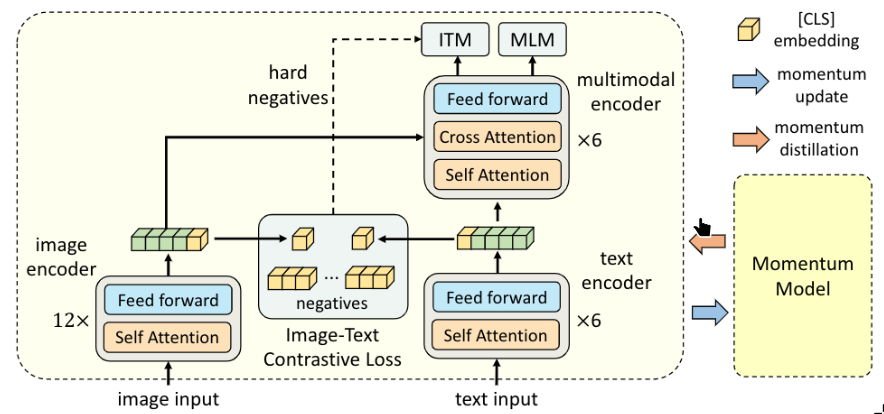 ITM
MLM
[CLS]
embedding
hard
negatives
Feed forward
Cross Attention
Self Attention
multimodal
encoder
×6
momentum
update
momentum
distillation
image
encoder
12×
Feed forward
Self Attention
...
negatives
Image-Text
Contrastive Loss
text
encoder
Feed forward
Self Attention
×6
Momentum
Model
image input
text input